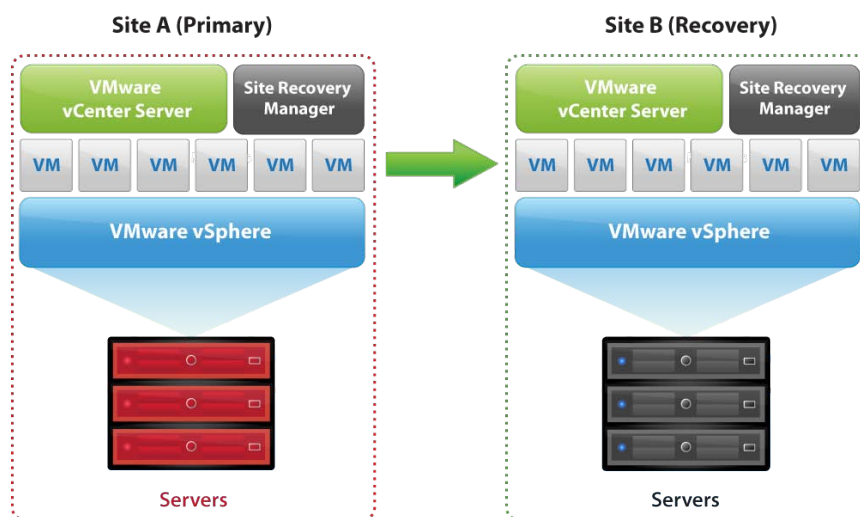 Site A (Primary)
Site B (Recovery)
VMware
vCenter Server
Site Recovery
Manager
VMware
vCenter Server
Site Recovery
Manager
VM VM VM VM VM VM
VM VM VM VM VM VM
VMware vSphere
VMware vSphere
Servers
Servers